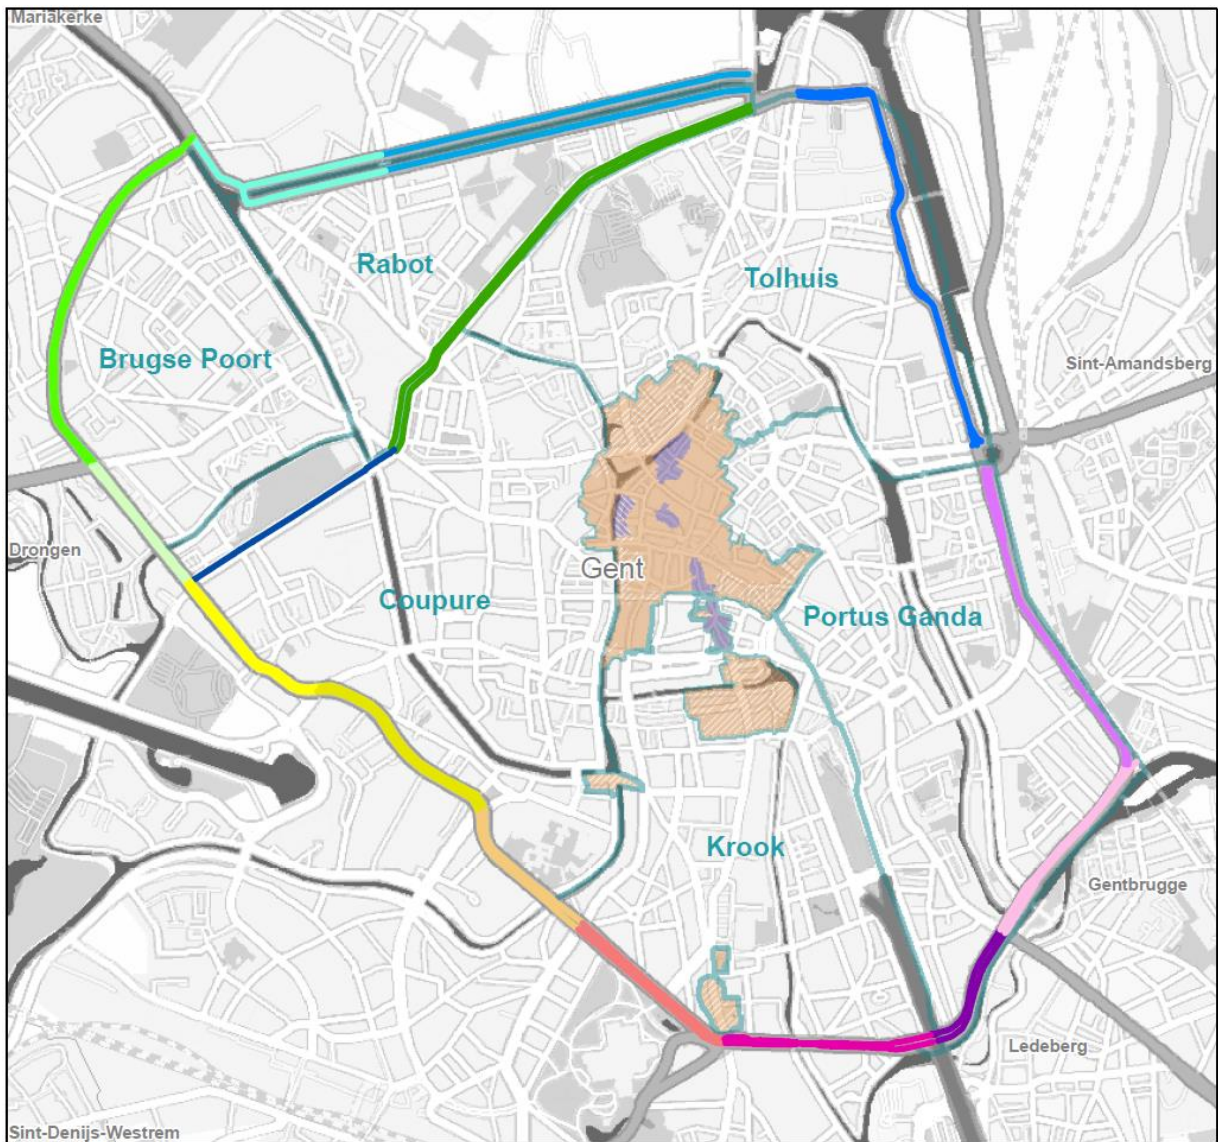 Mariakerke
Rabot
Tolhuis
Brugse Poort
Sint-Amandsberg
Drongen
Gent
Coupure
Portus Ganda
Krook
Gentbrugge
Ledeberg
Sint-Denijs-Westrem